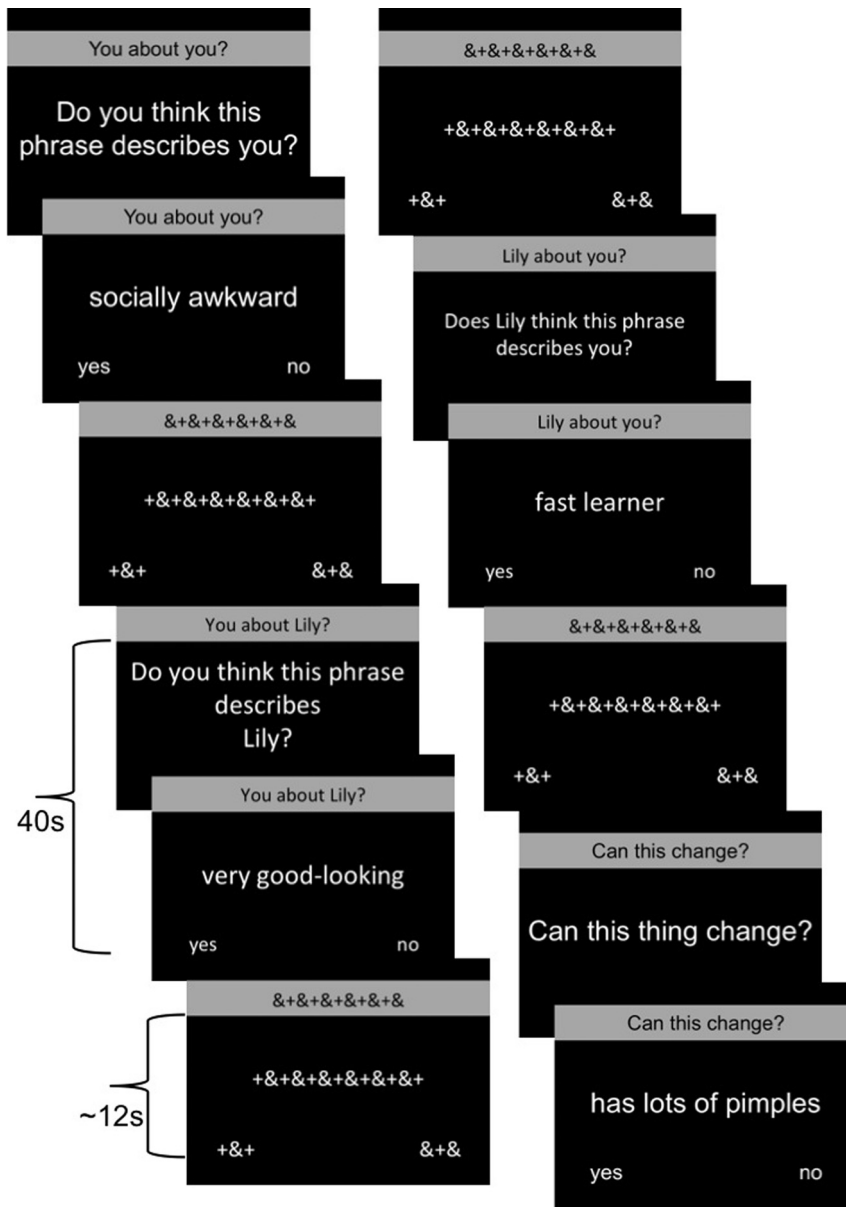 You about you?
Do you think this
phrase describes you?
You about you?
socially awkward
yes no
&+&+&+&+&+&
+&+&+&+&+&+&+
+&+ &+&
You about Lily?
Do you think this phrase
describes
Lily?
40s
You about Lily?
very good-looking
yes no
&+&+&+&+&+&
+&+&+&+&+&+&+
~12s
+&+ &+&
&+&+&+&+&+&
+&+&+&+&+&+&+
+&+ &+&
Lily about you?
Does Lily think this phrase
describes you?
Lily about you?
fast learner
yes no
&+&+&+&+&+&
+&+&+&+&+&+&+
+&+ &+&
Can this change?
Can this thing change?
Can this change?
has lots of pimples
yes no